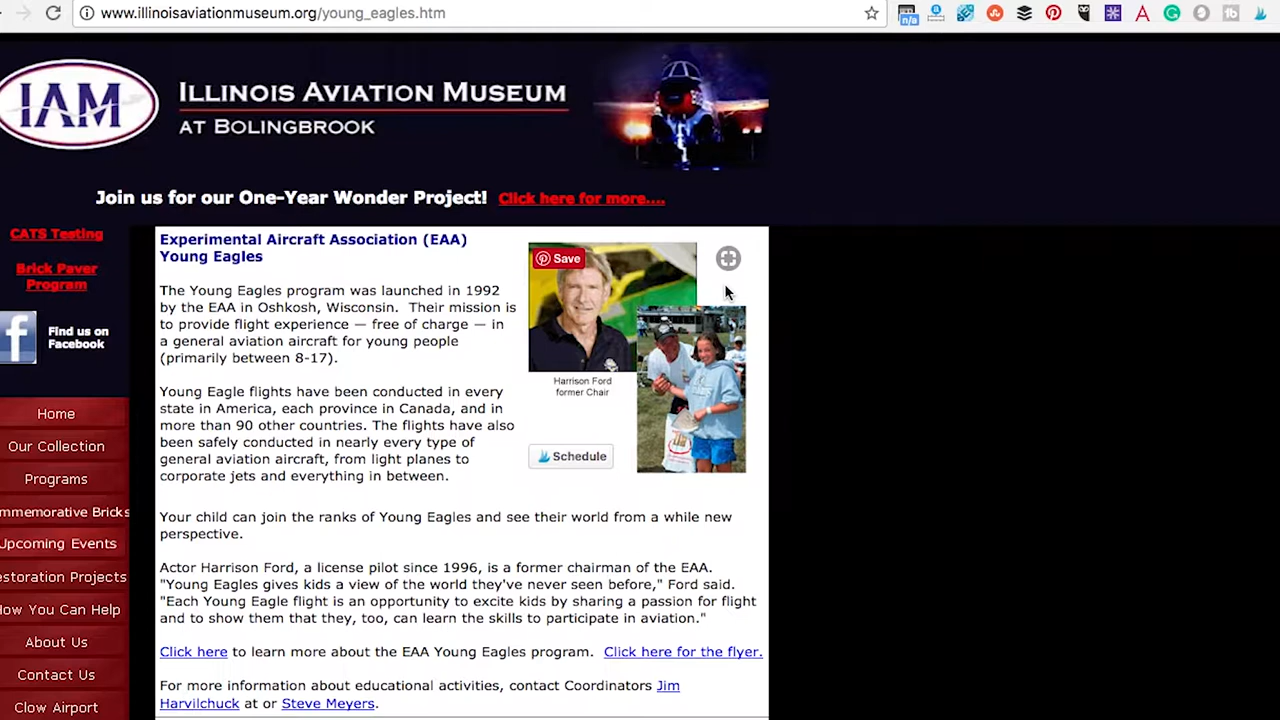 www.illinoisaviationmuseum.org/young_eagles.htm
n/a
IAM
ILLINOIS AVIATION MUSEUM
AT BOLINGBROOK
Join us for our One-Year Wonder Project! Click here for more....
CATS Testing
Brick Paver
Program
f
Find us on
Facebook
Home
Our Collection
Programs
mmemorative Bricks
Upcoming Events
estoration Projects
How You Can Help
About Us
Contact Us
Clow Airport
Experimental Aircraft Association (EAA)
Young Eagles
The Young Eagles program was launched in 1992
by the EAA in Oshkosh, Wisconsin. Their mission is
to provide flight experience — free of charge — in
a general aviation aircraft for young people
(primarily between 8-17).
Young Eagle flights have been conducted in every
state in America, each province in Canada, and in
more than 90 other countries. The flights have also
been safely conducted in nearly every type of
general aviation aircraft, from light planes to
corporate jets and everything in between.
Save
Harrison Ford
former Chair
Schedule
Your child can join the ranks of Young Eagles and see their world from a while new
perspective.
Actor Harrison Ford, a license pilot since 1996, is a former chairman of the EAA.
"Young Eagles gives kids a view of the world they've never seen before," Ford said.
"Each Young Eagle flight is an opportunity to excite kids by sharing a passion for flight
and to show them that they, too, can learn the skills to participate in aviation."
Click here to learn more about the EAA Young Eagles program. Click here for the flyer.
For more information about educational activities, contact Coordinators Jim
Harvilchuck at or Steve Meyers.